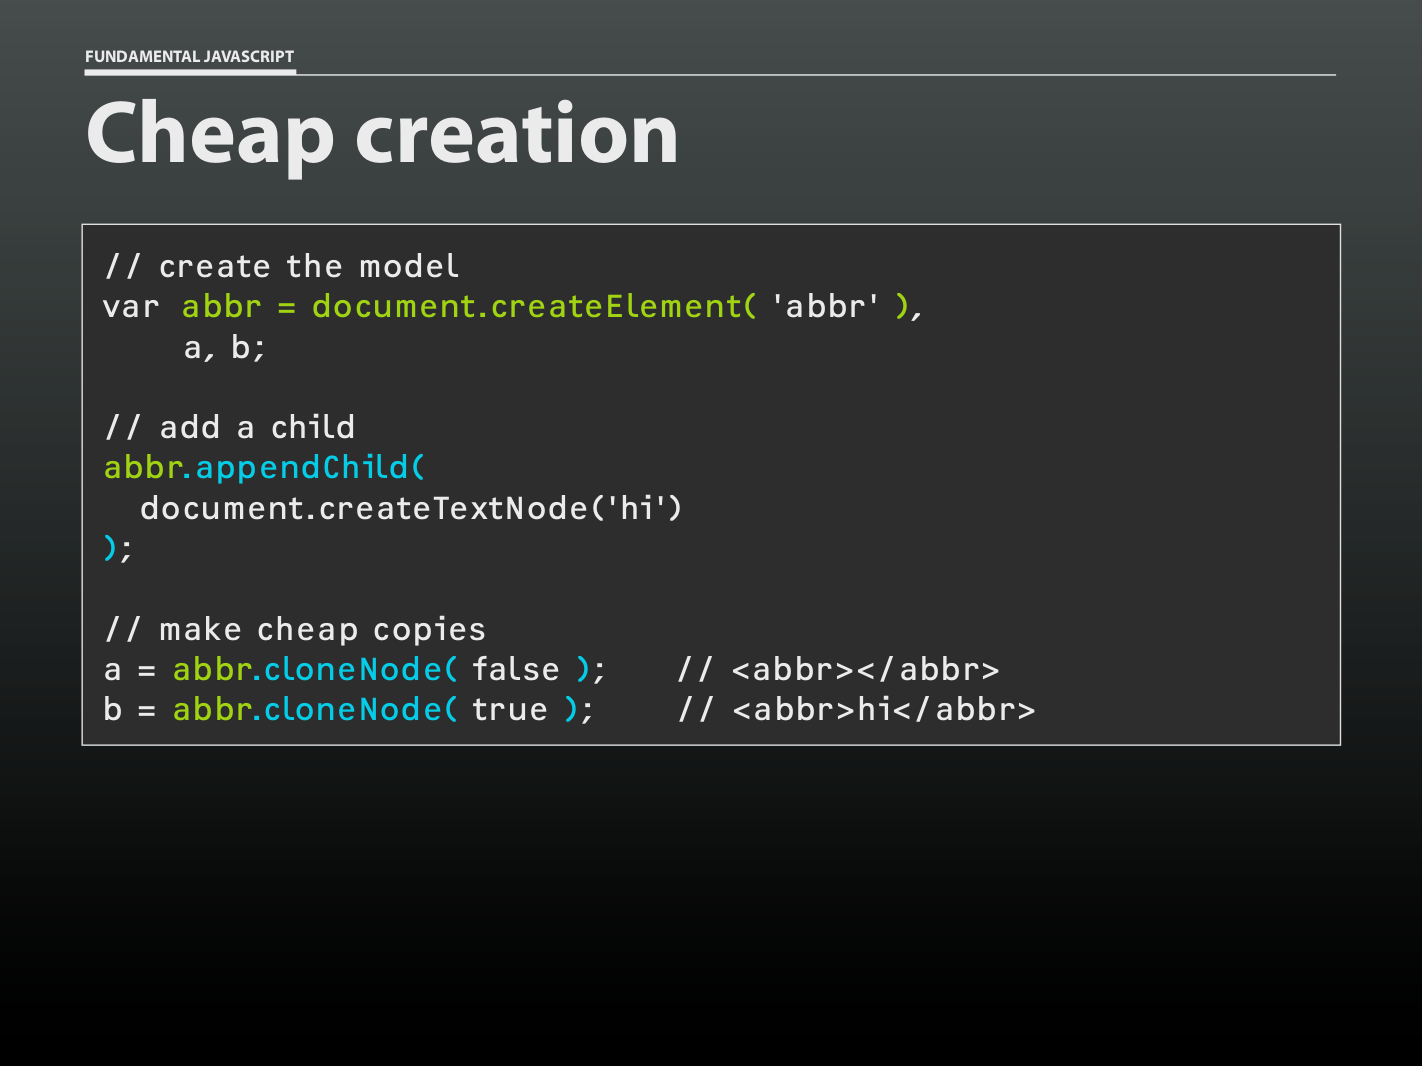 FUNDAMENTAL JAVASCRIPT
Cheap creation
// create the model
var abbr = document.createElement( 'abbr' ),
a, b;
// add a child
abbr.appendChild(
document.createTextNode('hi')
);
// make cheap copies
a = abbr.cloneNode( false ); // <abbr></abbr>
b = abbr.cloneNode( true ); // <abbr>hi</abbr>